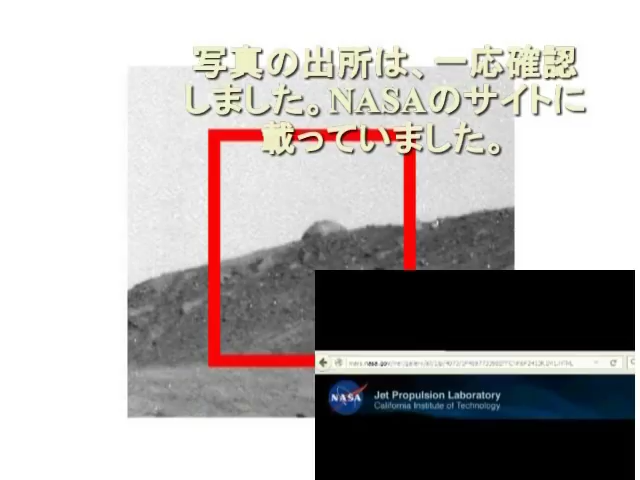 写真の出所は、一応確認
しました。NASAのサイトに
載っていました。
NASA
Jet Propulsion Laboratory
California Institute of Technology